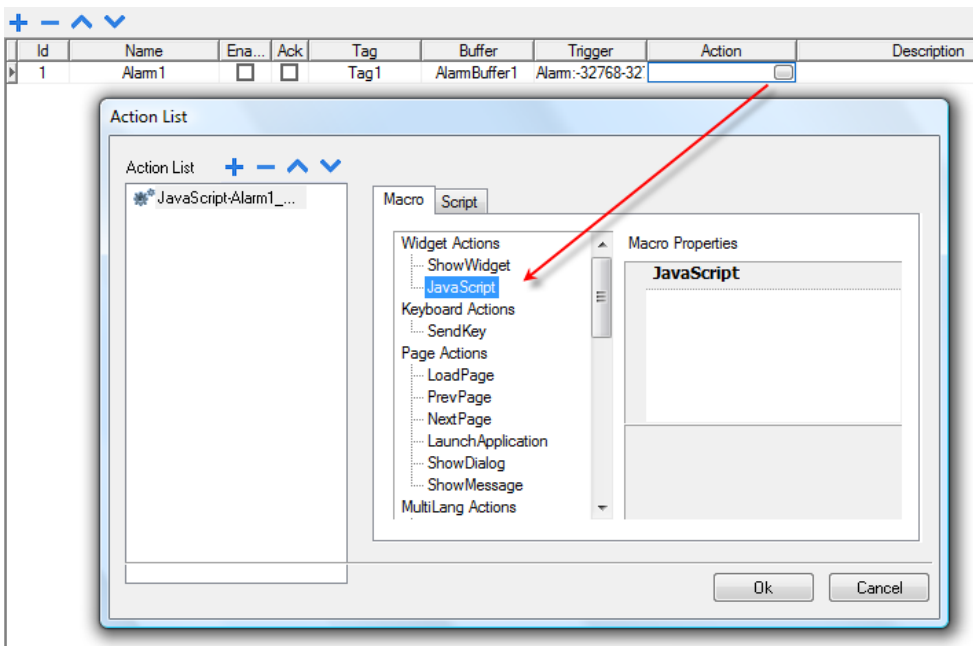 Id Name Ena... Ack Tag Buffer Trigger Action Description
1 Alarm1 Tag1 AlarmBuffer1 Alarm:-32768-32
Action List
Action List
JavaScript-Alarm1_...
Macro Script
Widget Actions
ShowWidget
JavaScript
Keyboard Actions
SendKey
Page Actions
LoadPage
PrevPage
NextPage
LaunchApplication
ShowDialog
ShowMessage
MultiLang Actions
Macro Properties
JavaScript
Ok Cancel